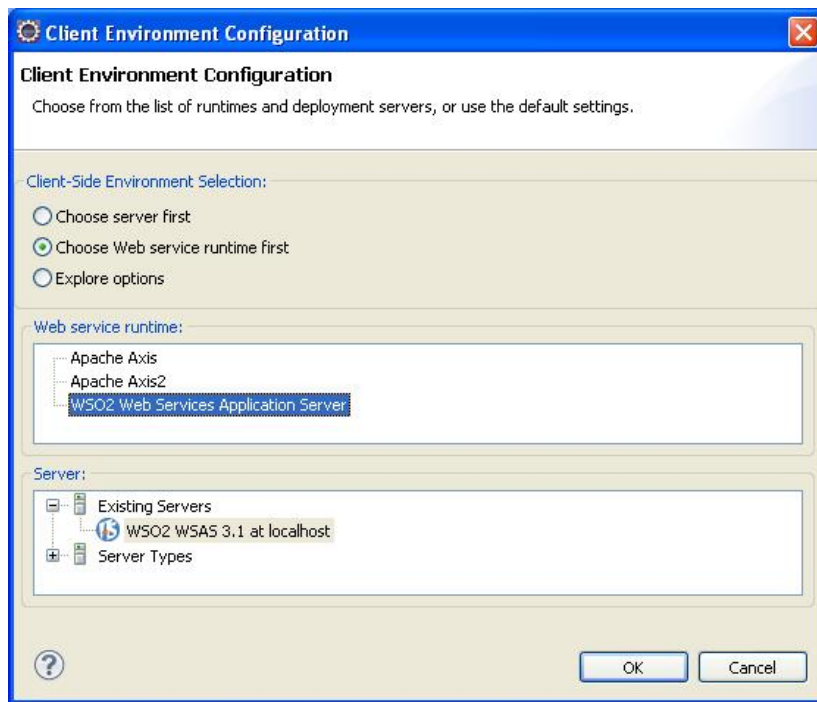 Client Environment Configuration
Client Environment Configuration
Choose from the list of runtimes and deployment servers, or use the default settings.
Client-Side Environment Selection:
Choose server first
Choose Web service runtime first
Explore options
Web service runtime:
Apache Axis
Apache Axis2
WSO2 Web Services Application Server
Server:
Existing Servers
WSO2 WSAS 3.1 at localhost
Server Types
?
OK
Cancel